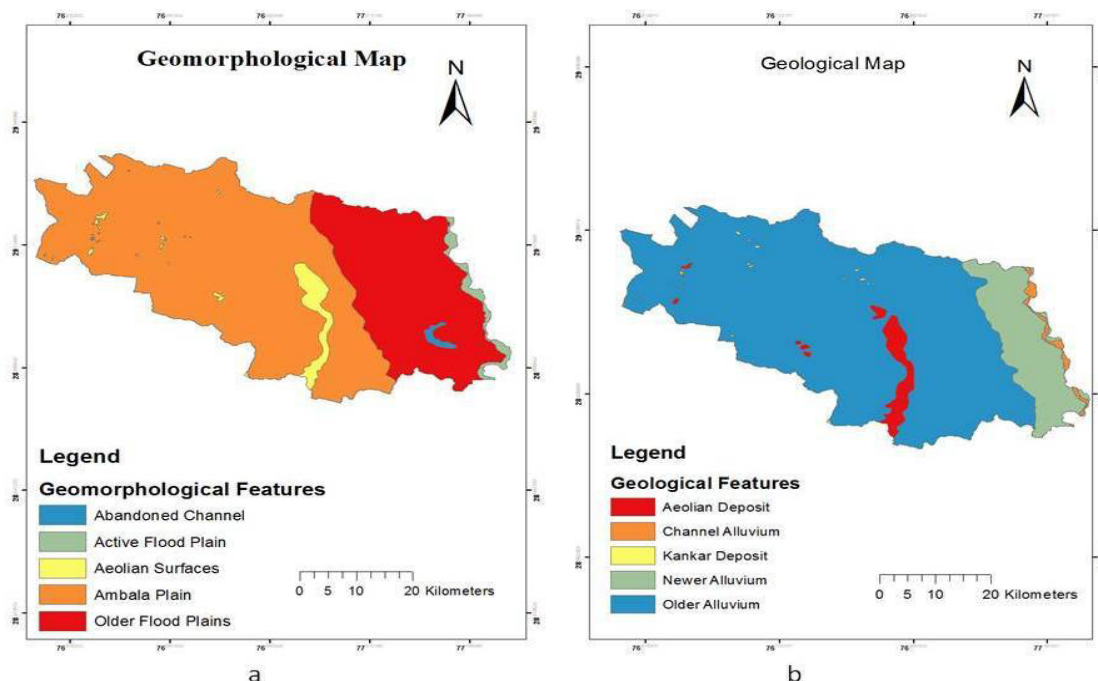 Geomorphological Map
N
Legend
Geomorphological Features
Abandoned Channel
Active Flood Plain
Aeolian Surfaces
Ambala Plain
Older Flood Plains
0 5 10 20 Kilometers
a
Geological Map
N
Legend
Geological Features
Aeolian Deposit
Channel Alluvium
Kankar Deposit
Newer Alluvium
Older Alluvium
0 5 10 20 Kilometers
b